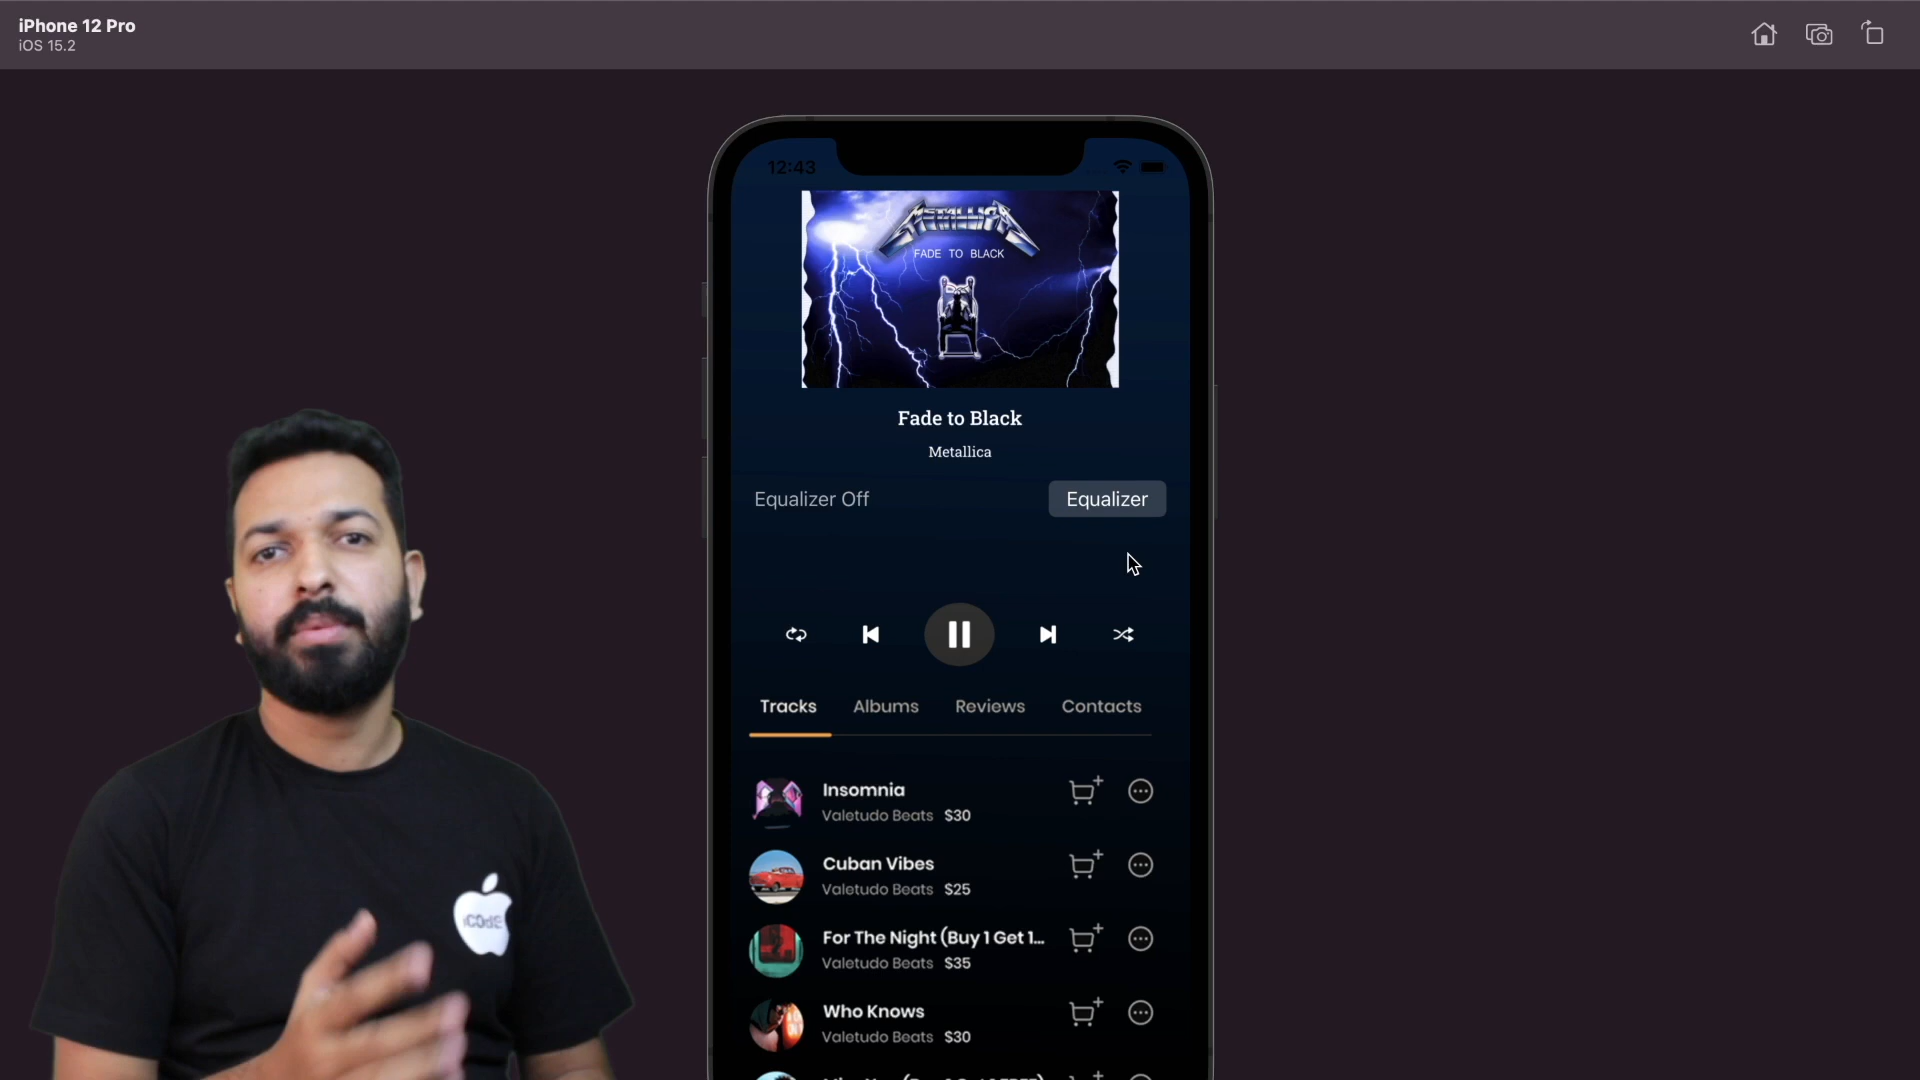 iPhone 12 Pro
iOS 15.2
12:43
METALLICA
FADE TO BLACK
Fade to Black
Metallica
Equalizer Off
Equalizer
Tracks
Albums
Reviews
Contacts
Insomnia
Valetudo Beats $30
Cuban Vibes
Valetudo Beats $25
For The Night (Buy 1 Get 1...
Valetudo Beats $35
Who Knows
Valetudo Beats $30
iCOdE